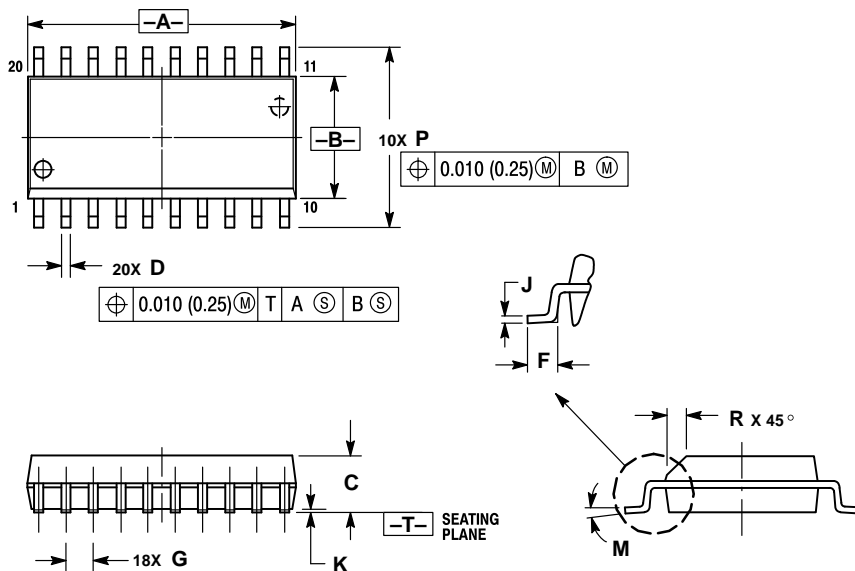 –A–
20
11
–B–
10X P
⌖ 0.010 (0.25) Ⓜ B Ⓜ
1
10
20X D
⌖ 0.010 (0.25) Ⓜ T A Ⓢ B Ⓢ
J
F
R X 45°
C
–T– SEATING
PLANE
K
18X G
M